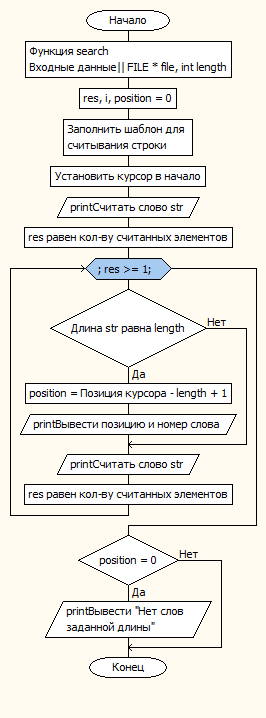 Начало
Функция search
Входные данные|| FILE * file, int length
res, i, position = 0
Заполнить шаблон для
считывания строки
Установить курсор в начало
printСчитать слово str
res равен кол-ву считанных элементов
; res >= 1;
Длина str равна length
Нет
Да
position = Позиция курсора - length + 1
printВывести позицию и номер слова
printСчитать слово str
res равен кол-ву считанных элементов
position = 0
Нет
Да
printВывести "Нет слов
заданной длины"
Конец